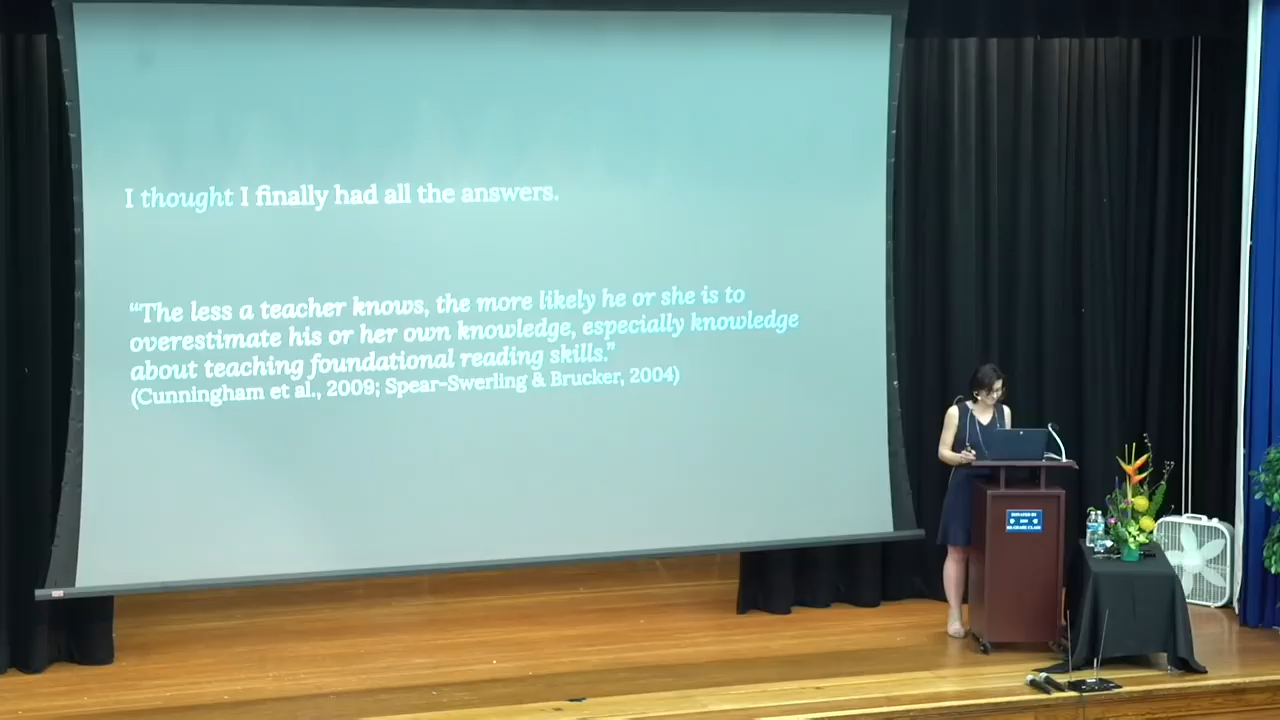 I thought I finally had all the answers.
“The less a teacher knows, the more likely he or she is to
overestimate his or her own knowledge, especially knowledge
about teaching foundational reading skills.”
(Cunningham et al., 2009; Spear-Swerling & Brucker, 2004)
DONATED BY